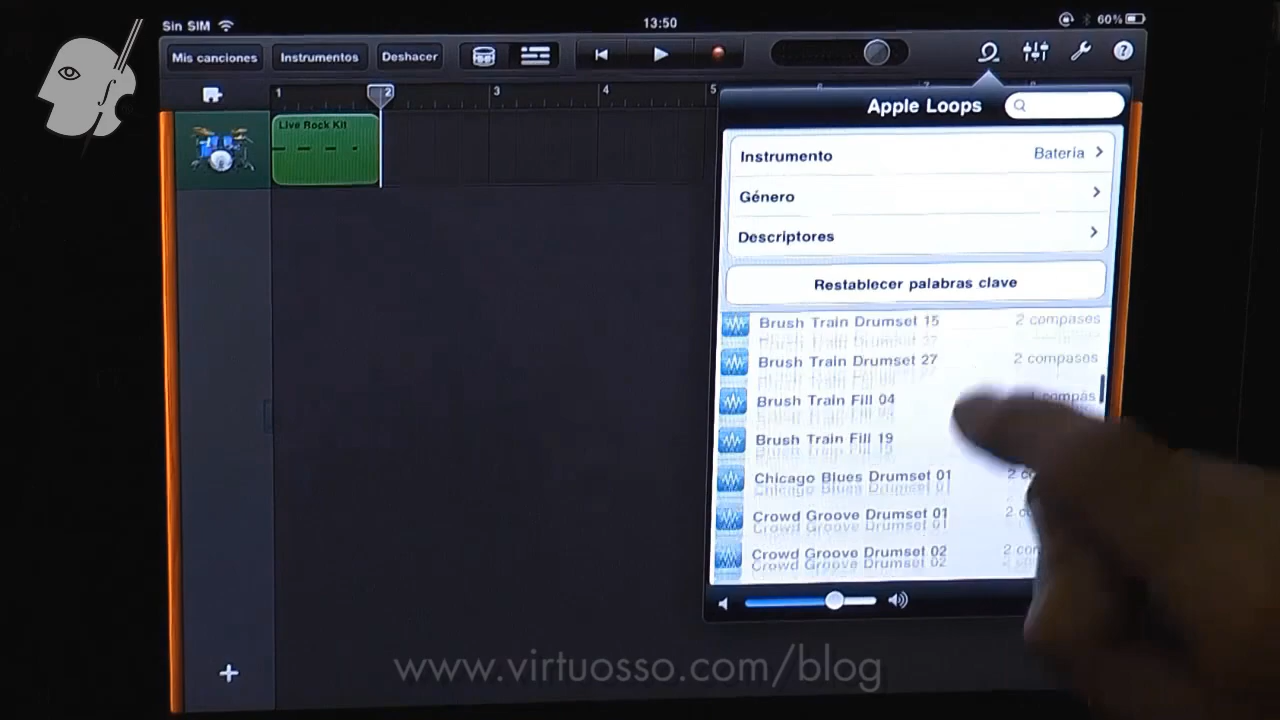 Sin SIM
13:50
60%
Mis canciones
Instrumentos
Deshacer
?
1
2
3
4
5
Apple Loops
Live Rock Kit
Instrumento
Batería
Género
Descriptores
Restablecer palabras clave
Brush Train Drumset 15
2 compases
Brush Train Drumset 27
2 compases
Brush Train Fill 04
1 compás
Brush Train Fill 19
Chicago Blues Drumset 01
Crowd Groove Drumset 01
Crowd Groove Drumset 02
www.virtuosso.com/blog